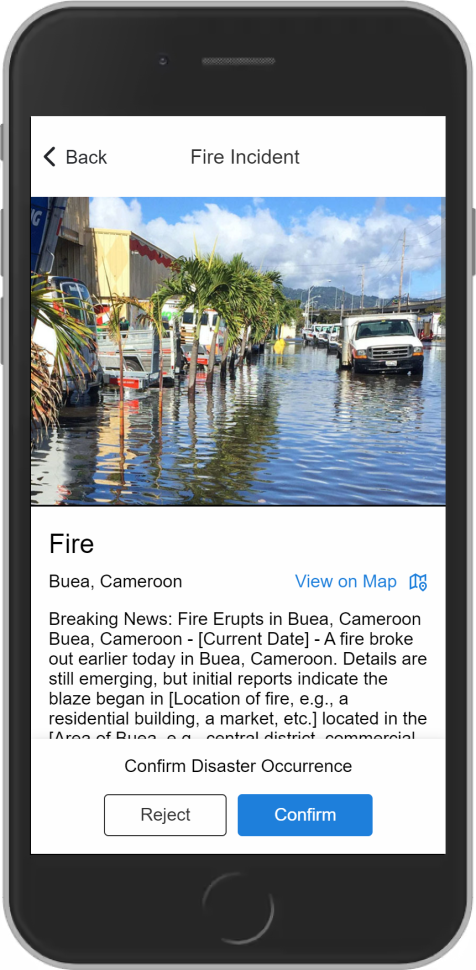 Back
Fire Incident
Fire
Buea, Cameroon
View on Map
Breaking News: Fire Erupts in Buea, Cameroon
Buea, Cameroon - [Current Date] - A fire broke
out earlier today in Buea, Cameroon. Details are
still emerging, but initial reports indicate the
blaze began in [Location of fire, e.g., a
residential building, a market, etc.] located in the
[Area of Buea, e.g., central district, commercial
Confirm Disaster Occurrence
Reject
Confirm